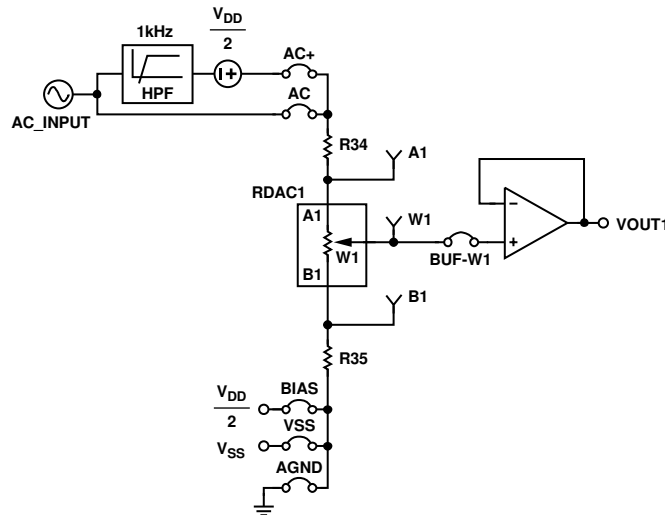 1kHz
V_DD
2
AC+
HPF
AC
AC_INPUT
R34
A1
RDAC1
A1
W1
W1
BUF-W1
VOUT1
B1
B1
R35
BIAS
V_DD
2
VSS
V_SS
AGND